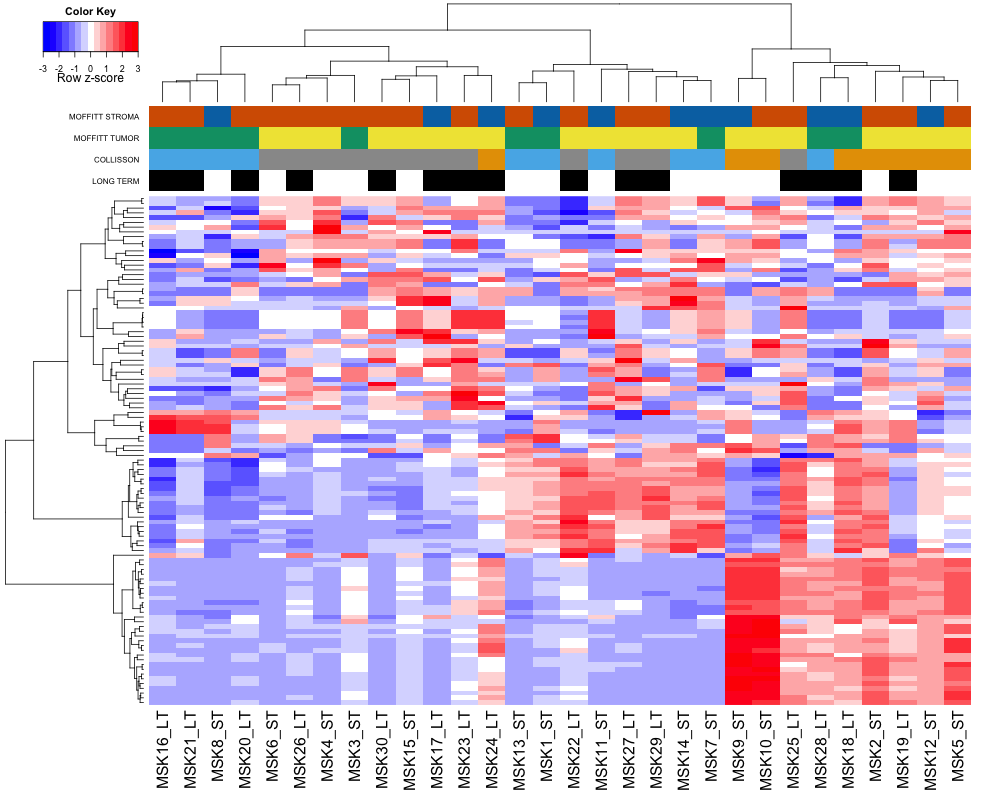 Color Key
-3 -2 -1 0 1 2 3
Row z-score
MOFFITT STROMA
MOFFITT TUMOR
COLLISSON
LONG TERM
MSK16_LT
MSK21_LT
MSK8_ST
MSK20_LT
MSK6_ST
MSK26_LT
MSK4_ST
MSK3_ST
MSK30_LT
MSK15_ST
MSK17_LT
MSK23_LT
MSK24_LT
MSK13_ST
MSK1_ST
MSK22_LT
MSK11_ST
MSK27_LT
MSK29_LT
MSK14_ST
MSK7_ST
MSK9_ST
MSK10_ST
MSK25_LT
MSK28_LT
MSK18_LT
MSK2_ST
MSK19_LT
MSK12_ST
MSK5_ST